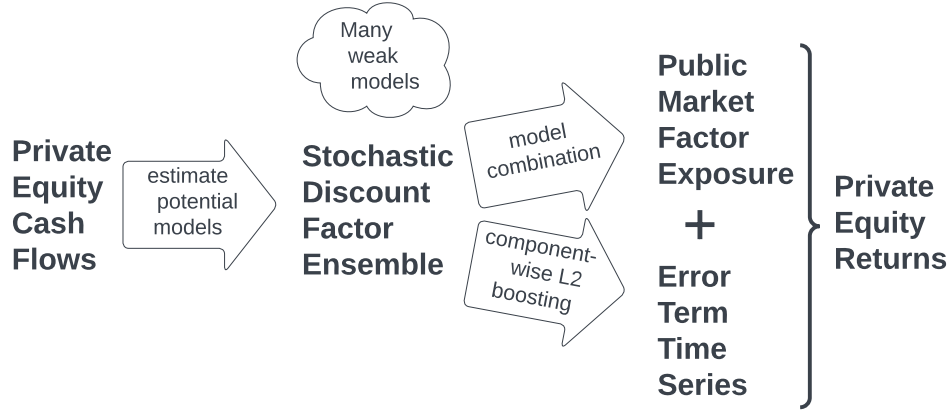 Private
Equity
Cash
Flows
estimate
potential
models
Many
weak
models
Stochastic
Discount
Factor
Ensemble
model
combination
component-
wise L2
boosting
Public
Market
Factor
Exposure
+
Error
Term
Time
Series
Private
Equity
Returns